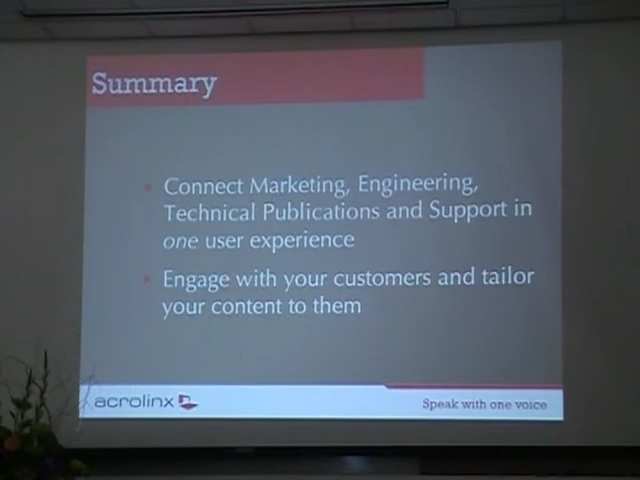 Summary
Connect Marketing, Engineering,
Technical Publications and Support in
one user experience
Engage with your customers and tailor
your content to them
acrolinx
Speak with one voice